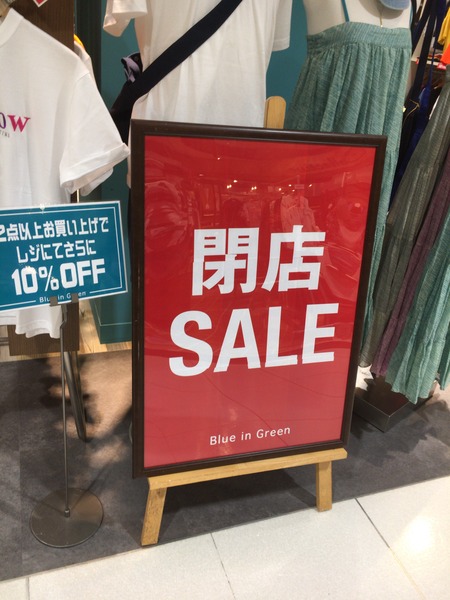 2点以上お買い上げで
レジにてさらに
10%OFF
Blue in Green
閉店
SALE
Blue in Green